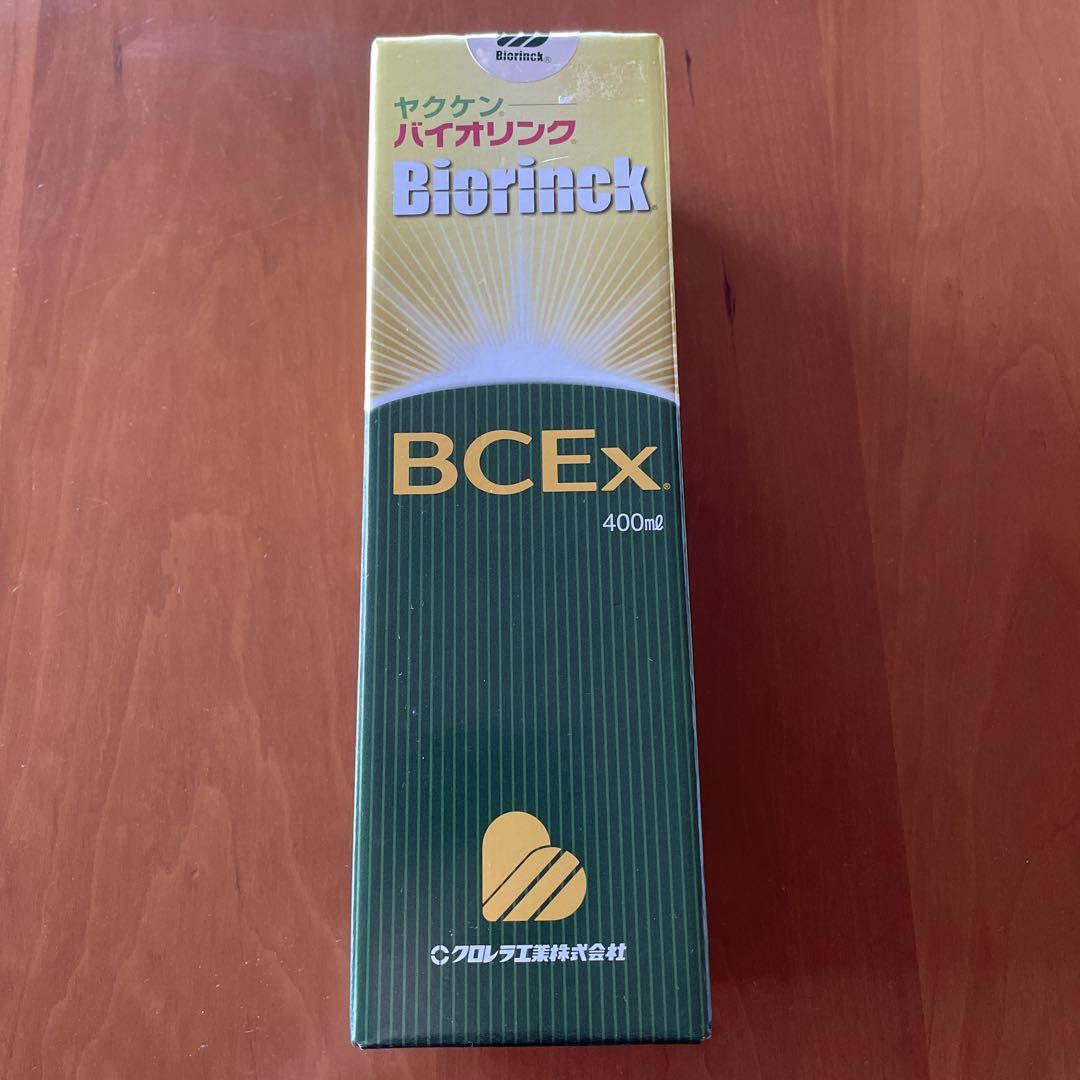 Biorinck®
ヤクケン®
バイオリンク®
Biorinck®
BCEx®
400㎖
クロレラ工業株式会社